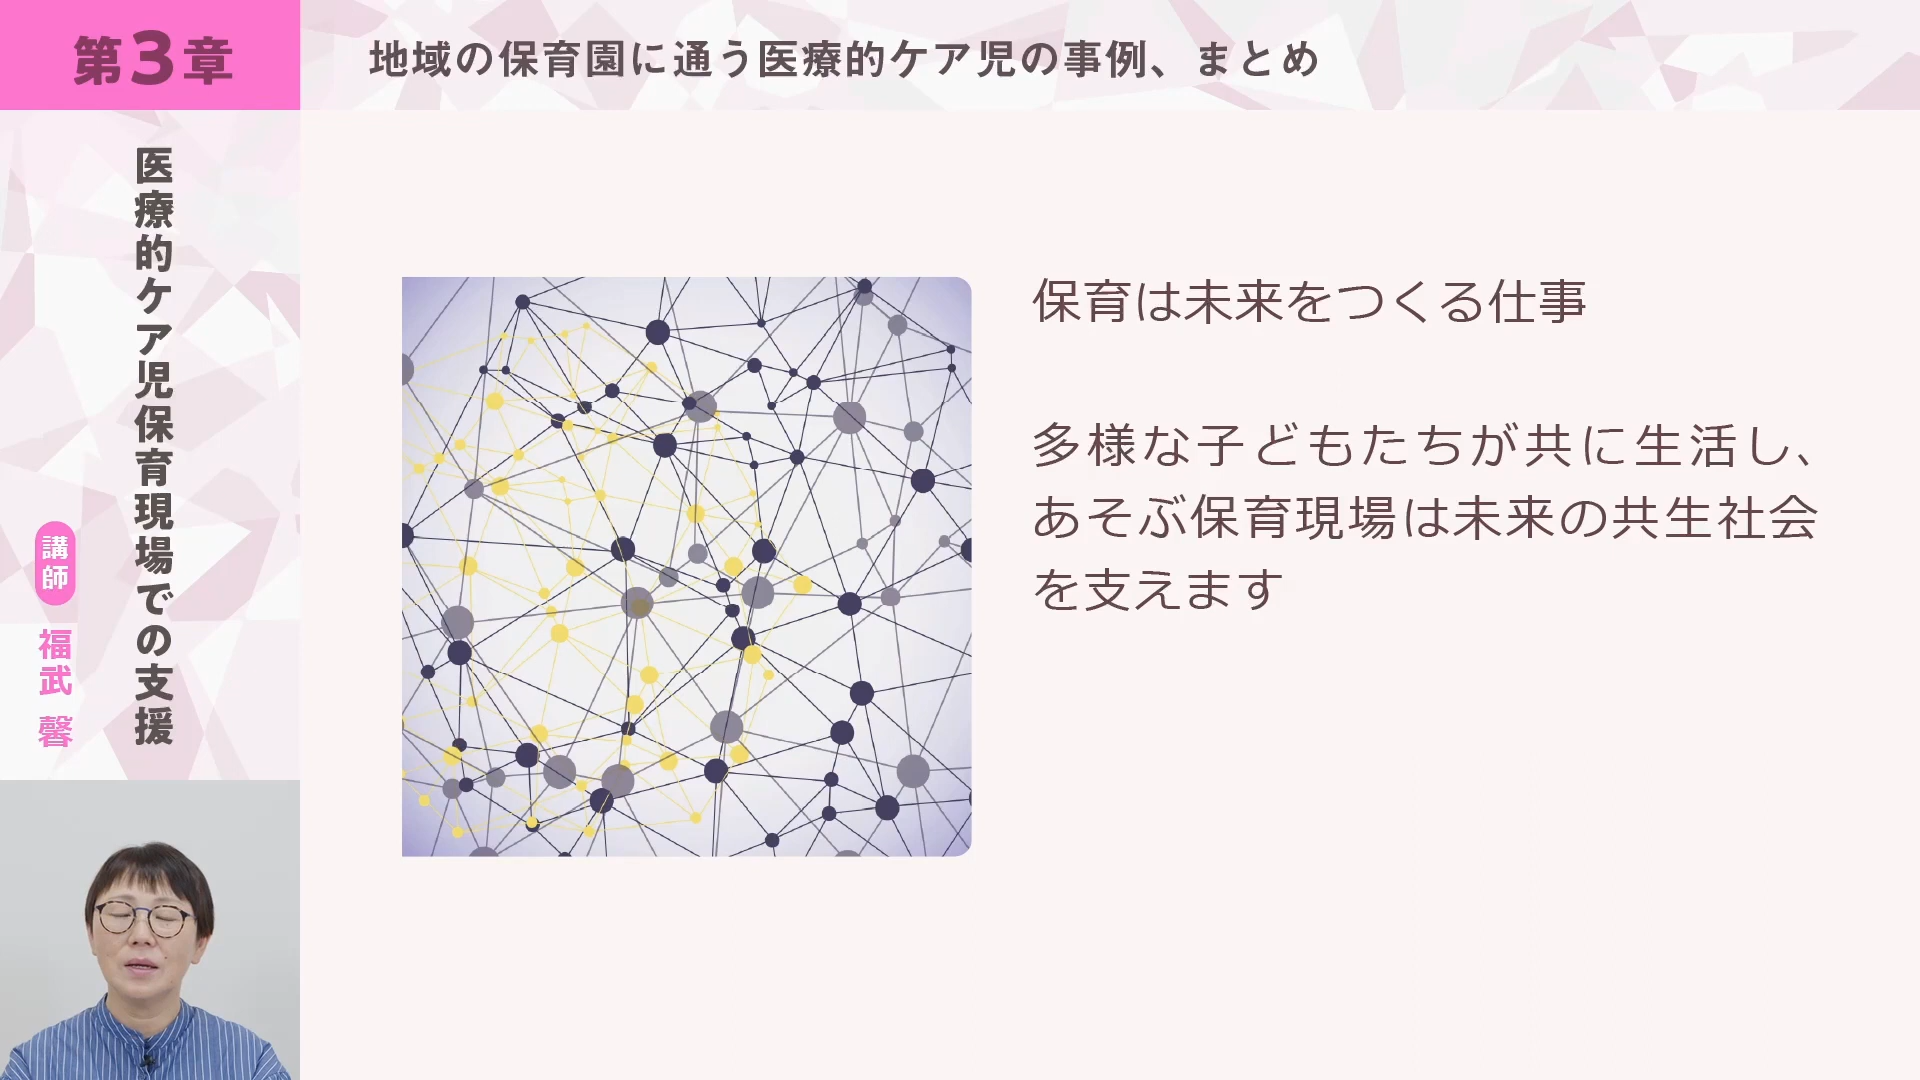 第3章
地域の保育園に通う医療的ケア児の事例、まとめ
医療的ケア児保育現場での支援
講師
福武 馨
保育は未来をつくる仕事
多様な子どもたちが共に生活し、
あそぶ保育現場は未来の共生社会
を支えます